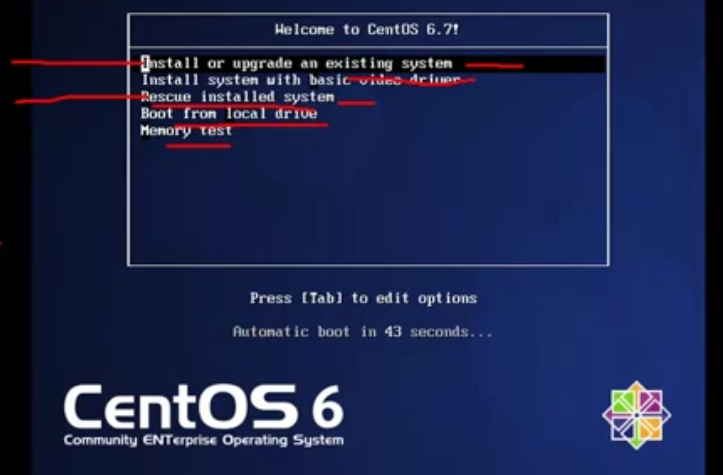 Welcome to CentOS 6.7!
Install or upgrade an existing system
Install system with basic video driver
Rescue installed system
Boot from local drive
Memory test
Press [Tab] to edit options
Automatic boot in 43 seconds...
CentOS 6
Community ENTerprise Operating System